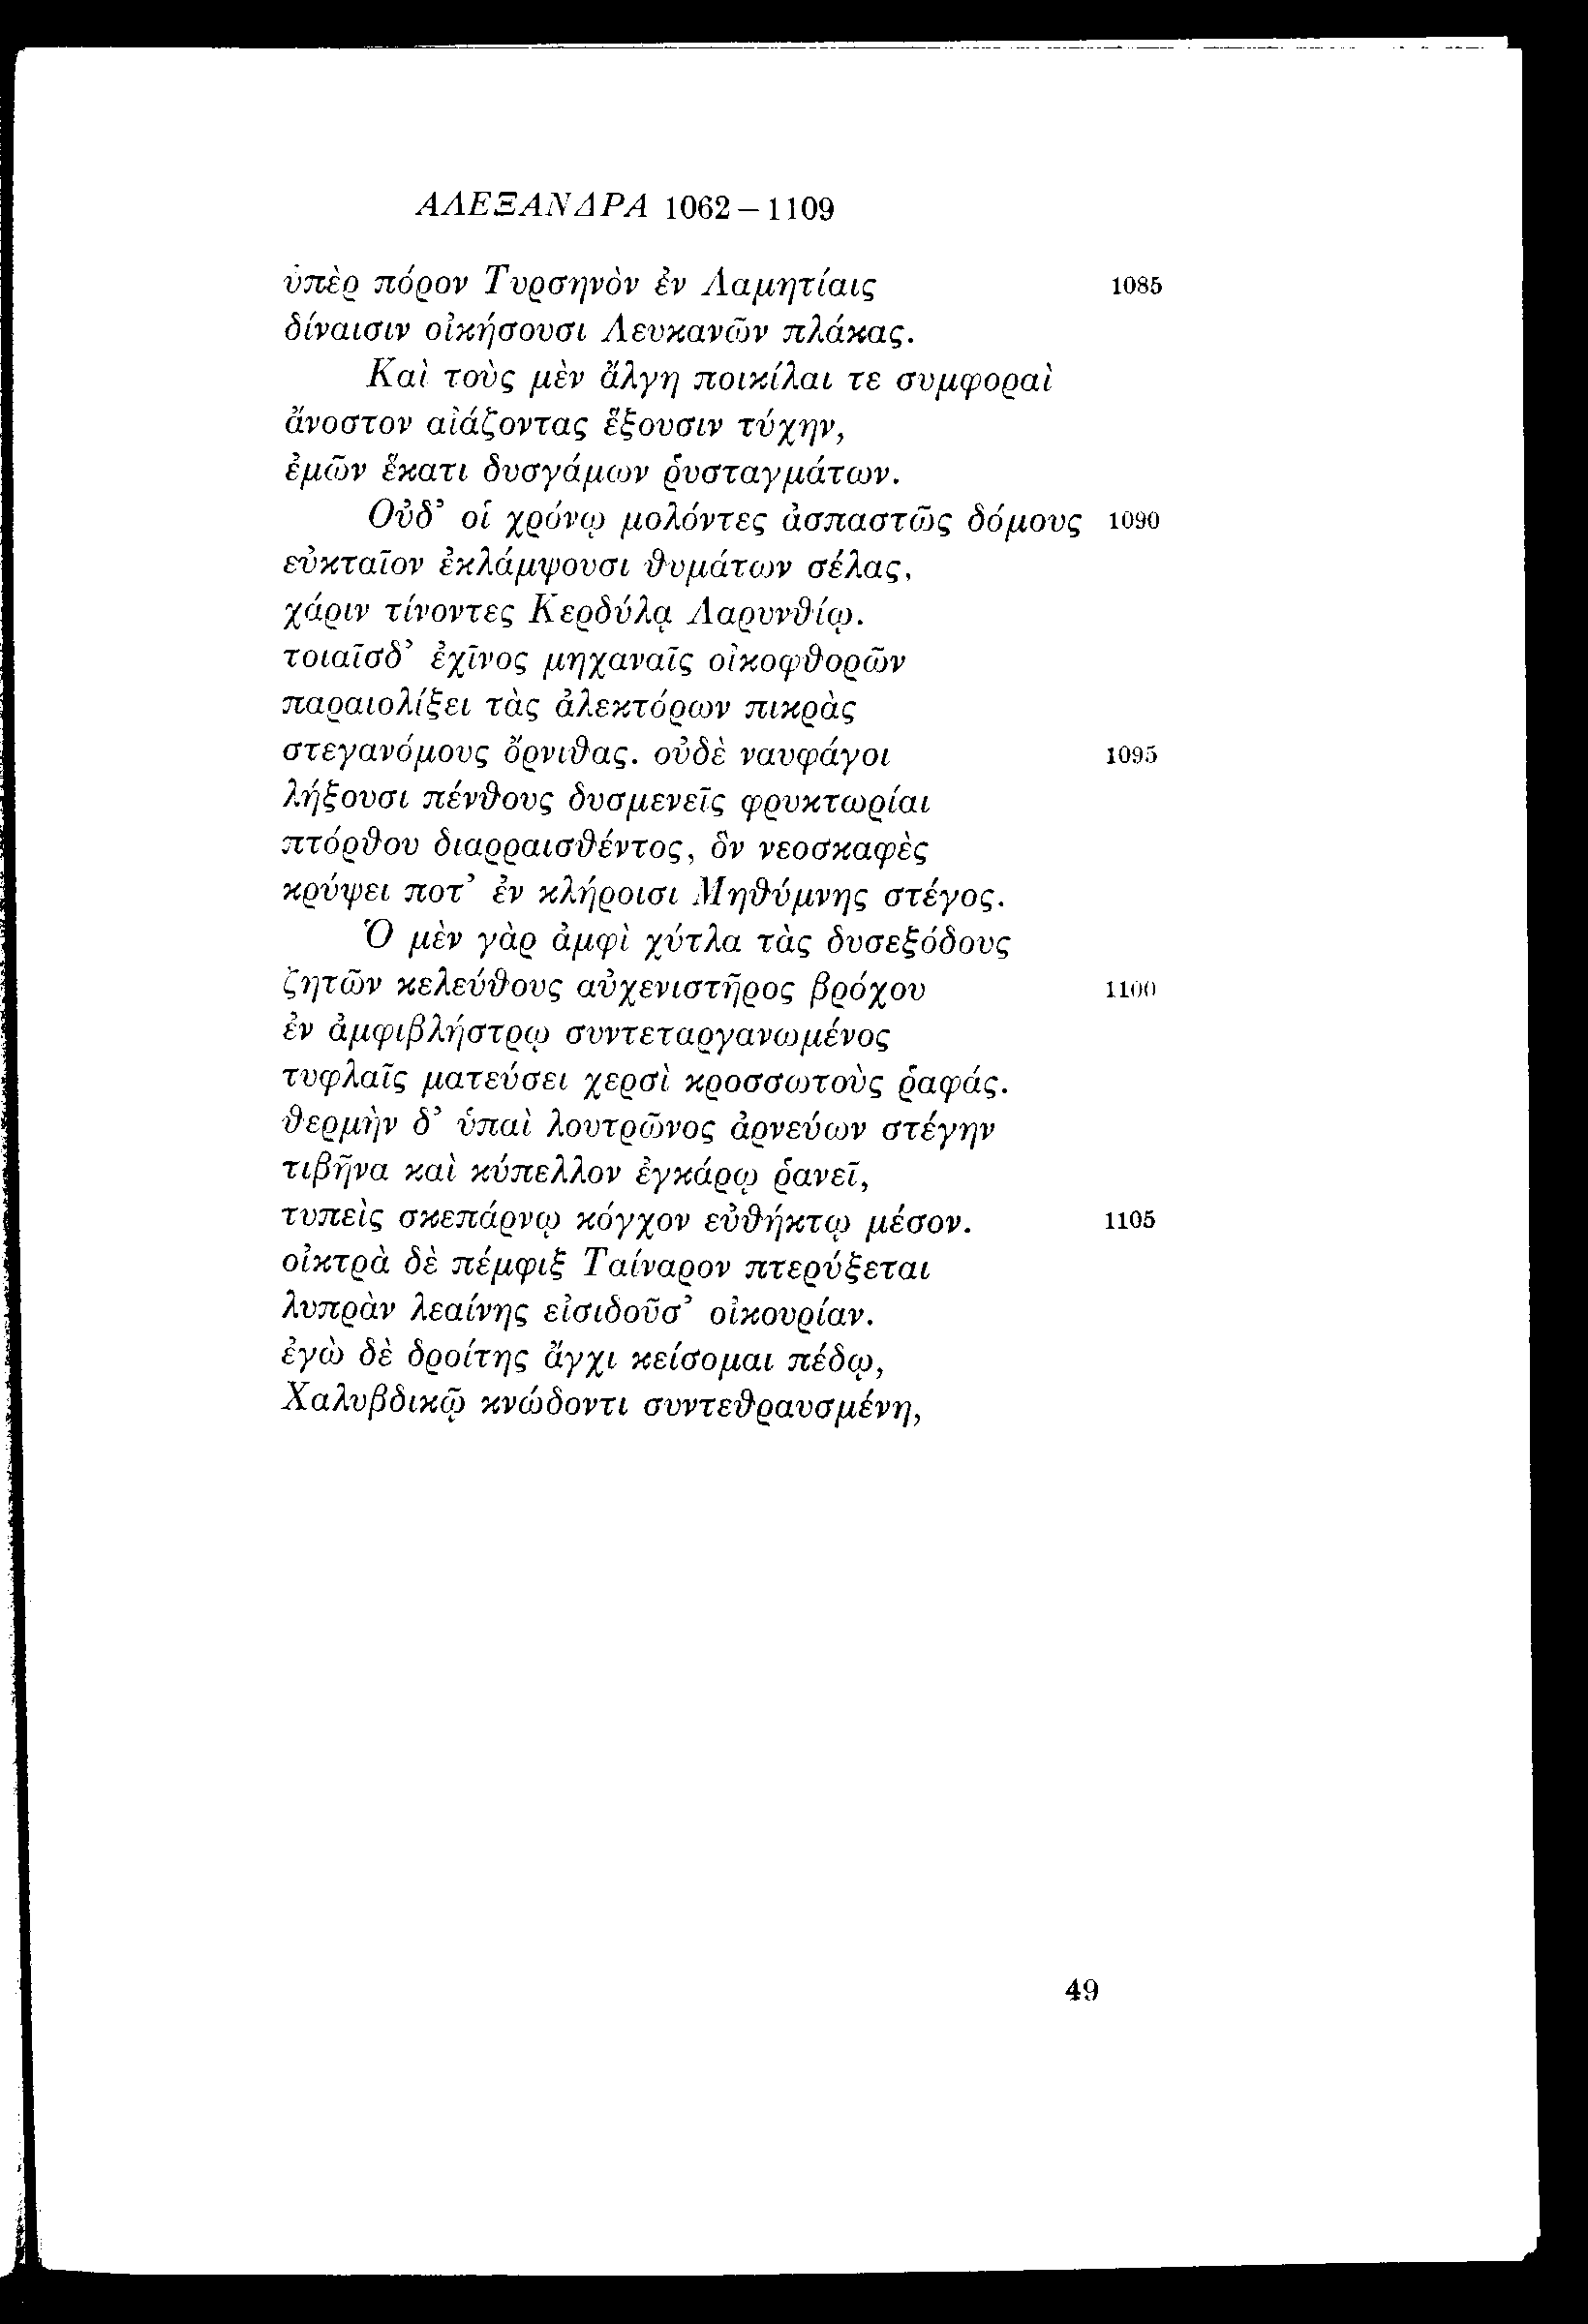 ΑΛΕΞΑΝΔΡΑ 1062 – 1109
ὑπὲρ πόρον Τυρσηνὸν ἐν Λαμητίαις 1085
δίναισιν οἰκήσουσι Λευκανῶν πλάκας.
Καὶ τοὺς μὲν ἄλγη ποικίλαι τε συμφοραὶ
ἄνοστον αἰάζοντας ἕξουσιν τύχην,
ἐμῶν ἕκατι δυσγάμων ῥυσταγμάτων.
Οὐδ’ οἱ χρόνῳ μολόντες ἀσπαστῶς δόμους 1090
εὐκταῖον ἐκλάμψουσι θυμάτων σέλας,
χάριν τίνοντες Κερδύλᾳ Λαρυνθίῳ.
τοιαῖσδ’ ἐχῖνος μηχαναῖς οἰκοφθορῶν
παραιολίξει τὰς ἀλεκτόρων πικρὰς
στεγανόμους ὄρνιθας. οὐδὲ ναυφάγοι 1095
λήξουσι πένθους δυσμενεῖς φρυκτωρίαι
πτόρθου διαρραισθέντος, ὃν νεοσκαφὲς
κρύψει ποτ’ ἐν κλήροισι Μηθύμνης στέγος.
Ὁ μὲν γὰρ ἀμφὶ χύτλα τὰς δυσεξόδους
ζητῶν κελεύθους αὐχενιστῆρος βρόχου 1100
ἐν ἀμφιβλήστρῳ συντεταργανωμένος
τυφλαῖς ματεύσει χερσὶ κροσσωτοὺς ῥαφάς.
θερμὴν δ’ ὑπαὶ λουτρῶνος ἀρνεύων στέγην
τιβῆνα καὶ κύπελλον ἐγκάρῳ ῥανεῖ,
τυπεὶς σκεπάρνῳ κόγχον εὐθήκτῳ μέσον. 1105
οἰκτρὰ δὲ πέμφιξ Ταίναρον πτερύξεται
λυπρὰν λεαίνης εἰσιδοῦσ’ οἰκουρίαν.
ἐγὼ δὲ δροίτης ἄγχι κείσομαι πέδῳ,
Χαλυβδικῷ κνώδοντι συντεθραυσμένη,
49